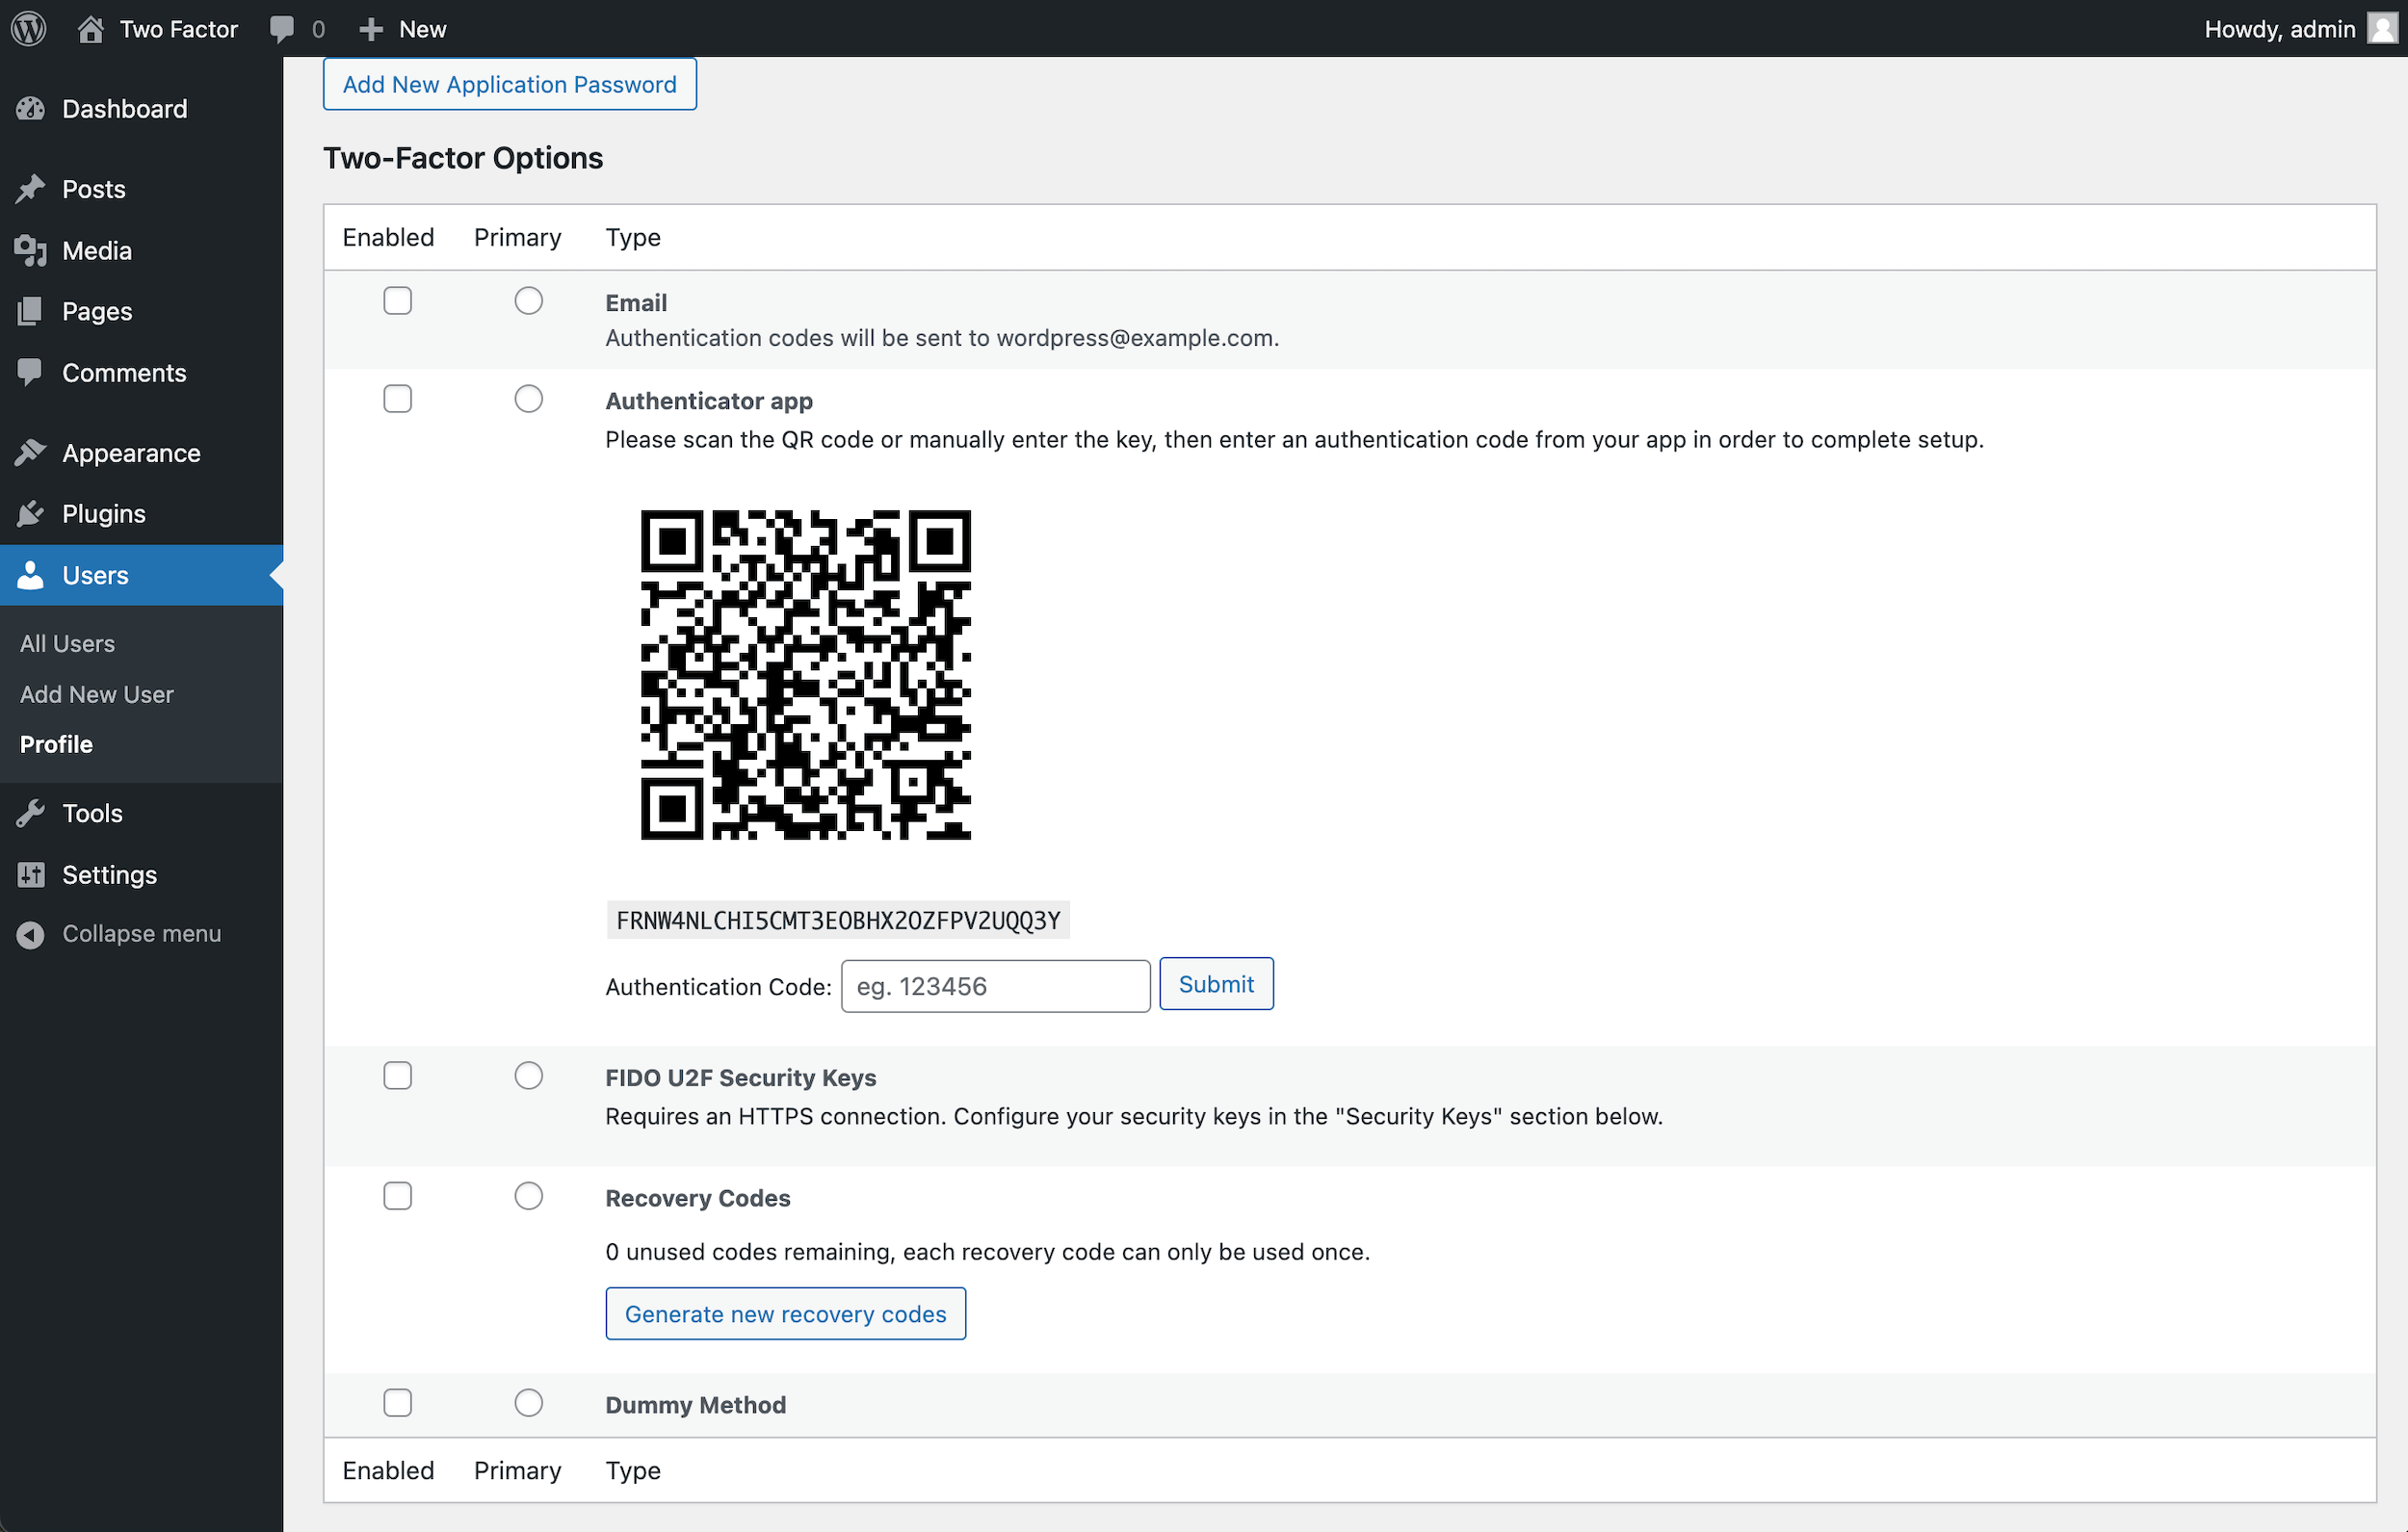 Two Factor 0 New Howdy, admin
Dashboard
Posts
Media
Pages
Comments
Appearance
Plugins
Users
All Users
Add New User
Profile
Tools
Settings
Collapse menu
Add New Application Password
Two-Factor Options
Enabled Primary Type
Email
Authentication codes will be sent to wordpress@example.com.
Authenticator app
Please scan the QR code or manually enter the key, then enter an authentication code from your app in order to complete setup.
FRNW4NLCHI5CMT3EOBHX2OZFPV2UQQ3Y
Authentication Code: eg. 123456 Submit
FIDO U2F Security Keys
Requires an HTTPS connection. Configure your security keys in the "Security Keys" section below.
Recovery Codes
0 unused codes remaining, each recovery code can only be used once.
Generate new recovery codes
Dummy Method
Enabled Primary Type